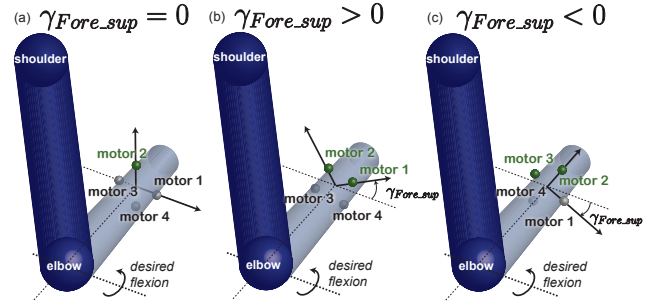 (a) γFore_sup = 0
shoulder
motor 2
motor 3
motor 1
motor 4
elbow
desired
flexion
(b) γFore_sup > 0
shoulder
motor 2
motor 1
motor 3
γFore_sup
motor 4
elbow
desired
flexion
(c) γFore_sup < 0
shoulder
motor 3
motor 2
motor 4
motor 1
γFore_sup
elbow
desired
flexion